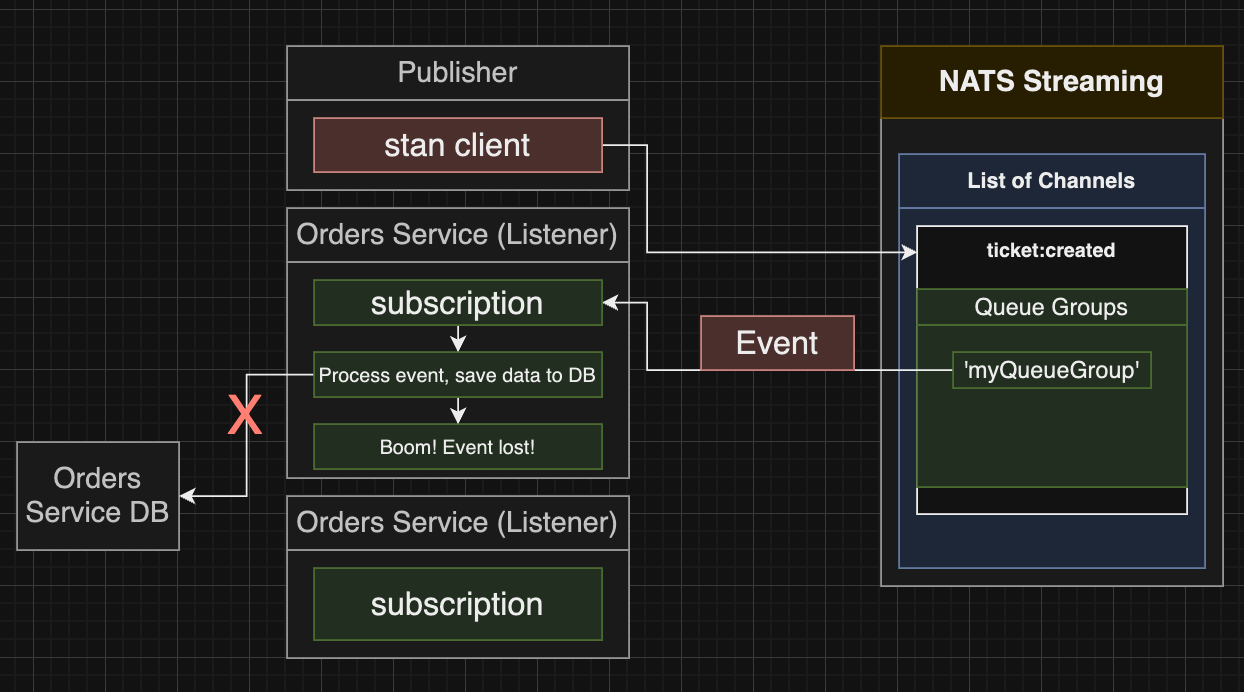 Publisher
stan client
Orders Service (Listener)
subscription
Process event, save data to DB
Boom! Event lost!
X
Orders
Service DB
Orders Service (Listener)
subscription
Event
NATS Streaming
List of Channels
ticket:created
Queue Groups
'myQueueGroup'